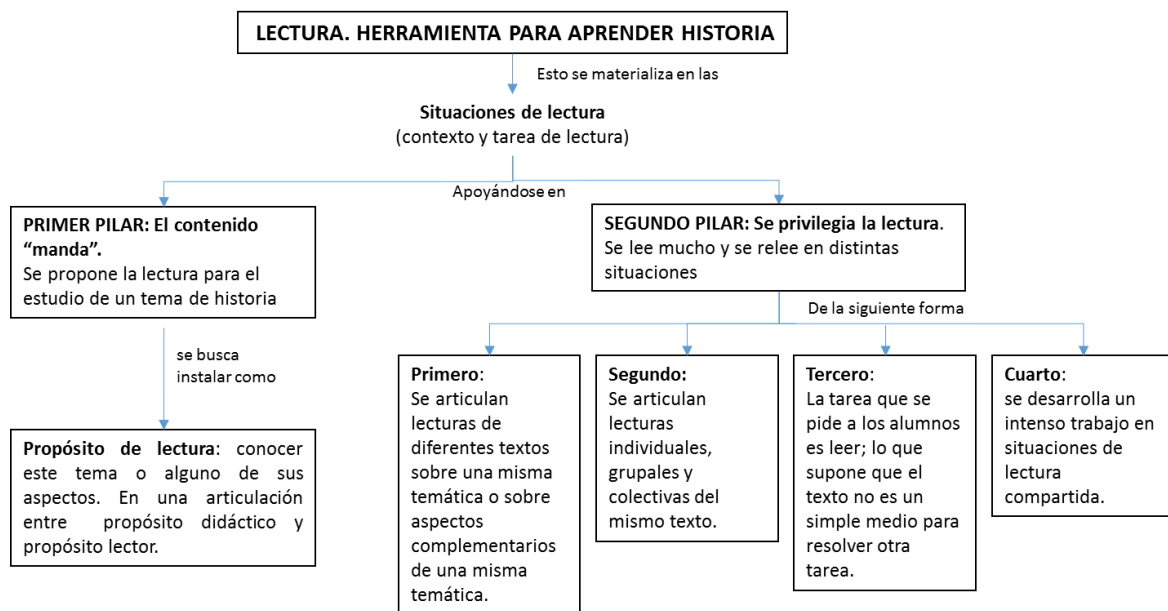 LECTURA. HERRAMIENTA PARA APRENDER HISTORIA
Esto se materializa en las
Situaciones de lectura
(contexto y tarea de lectura)
Apoyándose en
PRIMER PILAR: El contenido
“manda”.
Se propone la lectura para el
estudio de un tema de historia
SEGUNDO PILAR: Se privilegia la lectura.
Se lee mucho y se relee en distintas
situaciones
De la siguiente forma
se busca
instalar como
Propósito de lectura: conocer
este tema o alguno de sus
aspectos. En una articulación
entre propósito didáctico y
propósito lector.
Primero:
Se articulan
lecturas de
diferentes textos
sobre una misma
temática o sobre
aspectos
complementarios
de una misma
temática.
Segundo:
Se articulan
lecturas
individuales,
grupales y
colectivas del
mismo texto.
Tercero:
La tarea que se
pide a los alumnos
es leer; lo que
supone que el
texto no es un
simple medio para
resolver otra
tarea.
Cuarto:
se desarrolla un
intenso trabajo en
situaciones de
lectura
compartida.